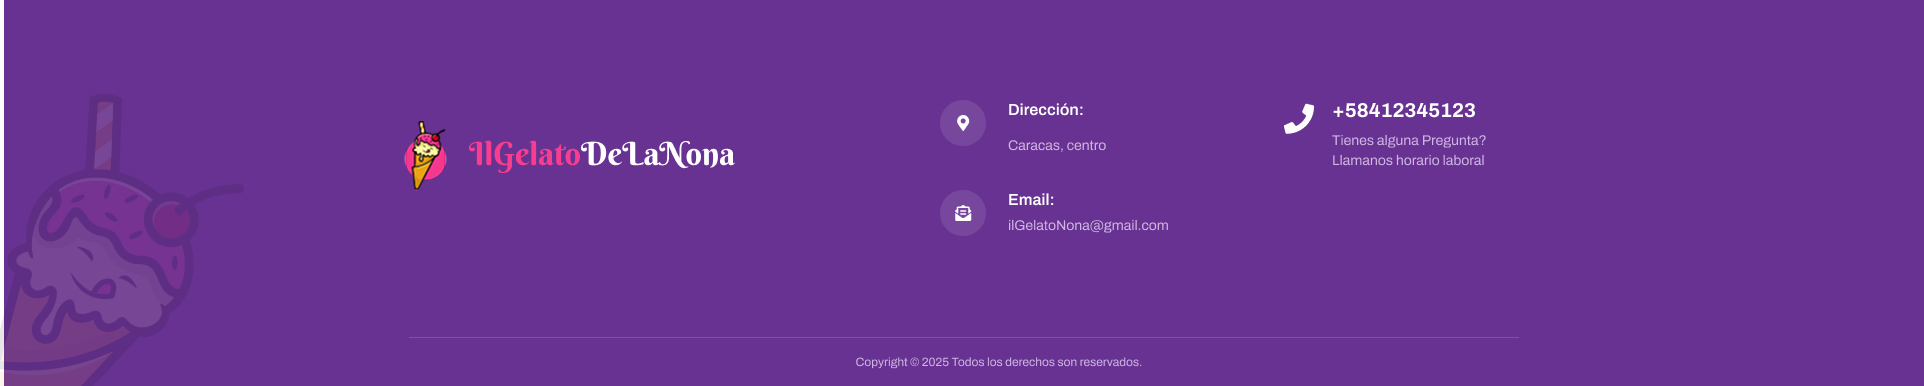 IlGelatoDeLaNona
Dirección:
Caracas, centro
Email:
ilGelatoNona@gmail.com
+58412345123
Tienes alguna Pregunta?
Llamanos horario laboral
Copyright © 2025 Todos los derechos son reservados.